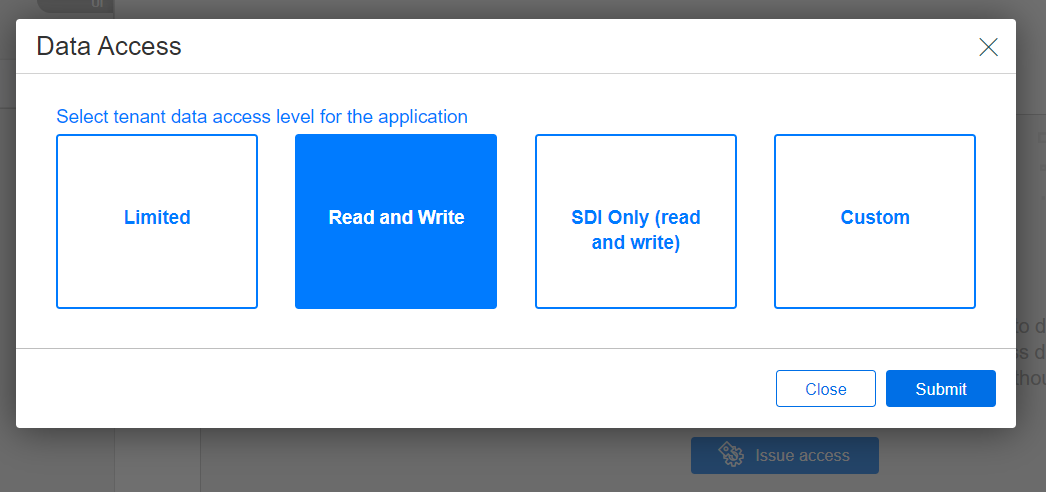 Data Access
Select tenant data access level for the application
Limited
Read and Write
SDI Only (read
and write)
Custom
Close
Submit
Issue access